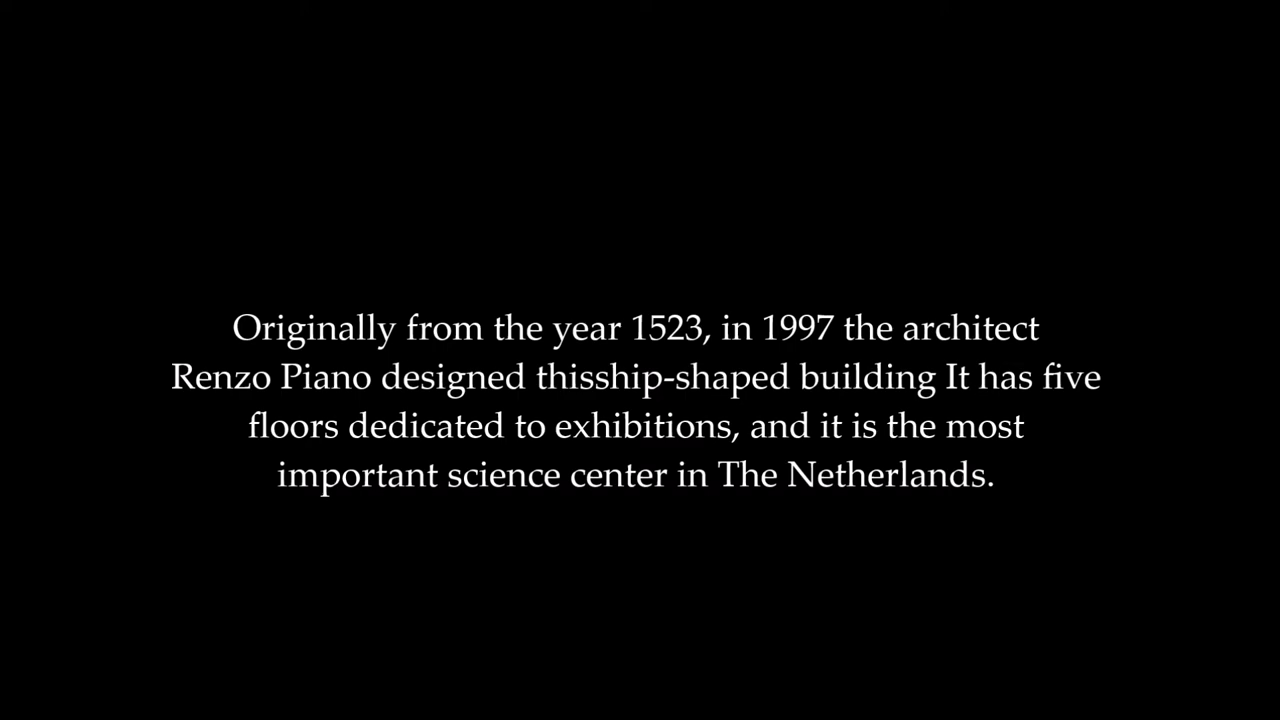 Originally from the year 1523, in 1997 the architect
Renzo Piano designed thisship-shaped building It has five
floors dedicated to exhibitions, and it is the most
important science center in The Netherlands.